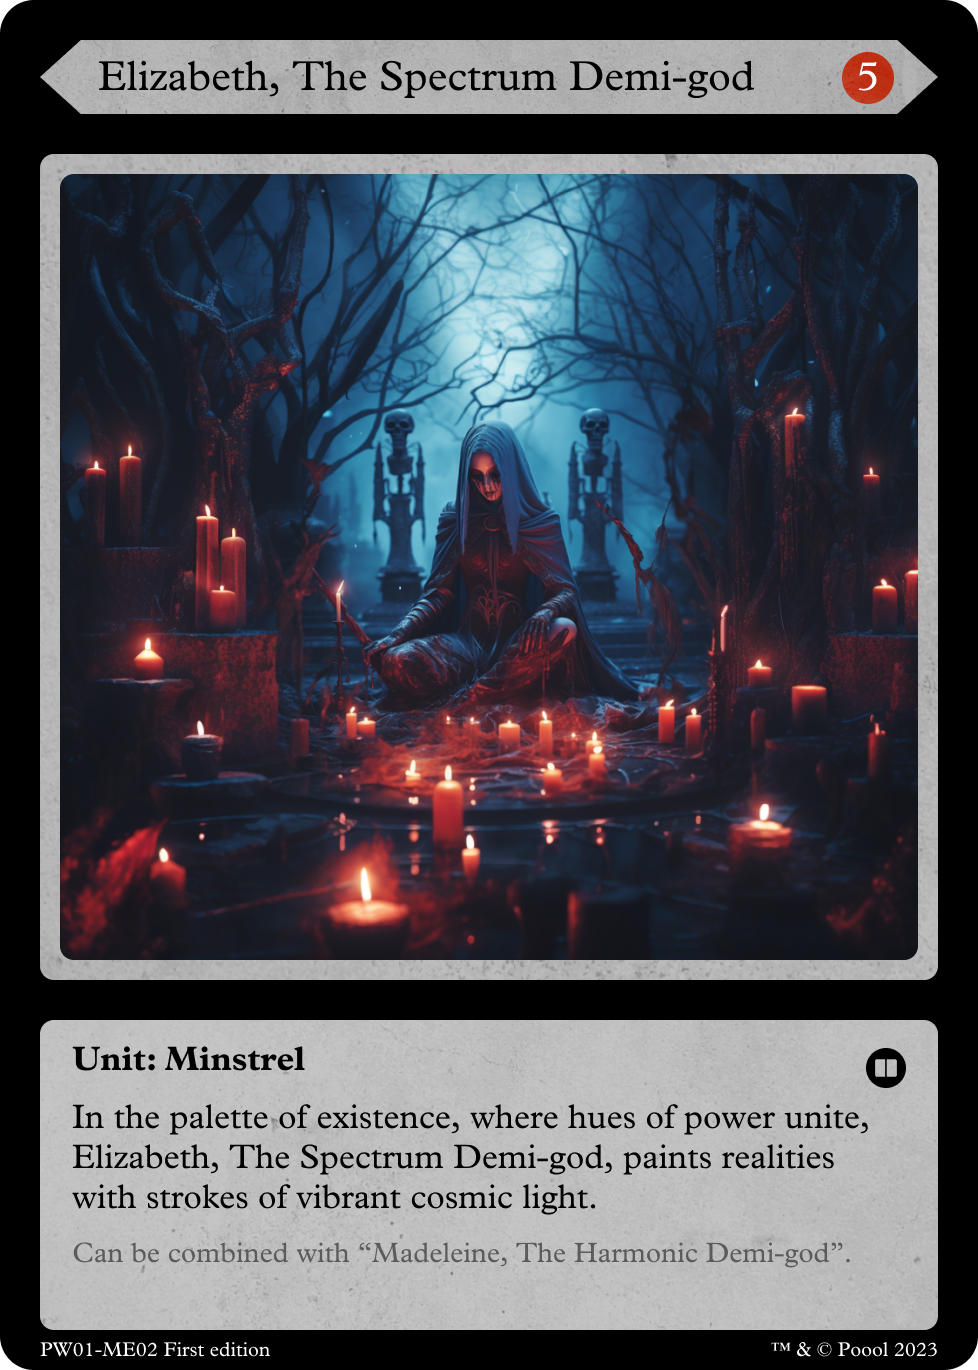 Elizabeth, The Spectrum Demi-god
5
Unit: Minstrel
In the palette of existence, where hues of power unite,
Elizabeth, The Spectrum Demi-god, paints realities
with strokes of vibrant cosmic light.
Can be combined with “Madeleine, The Harmonic Demi-god”.
PW01-ME02 First edition
™ & © Poool 2023